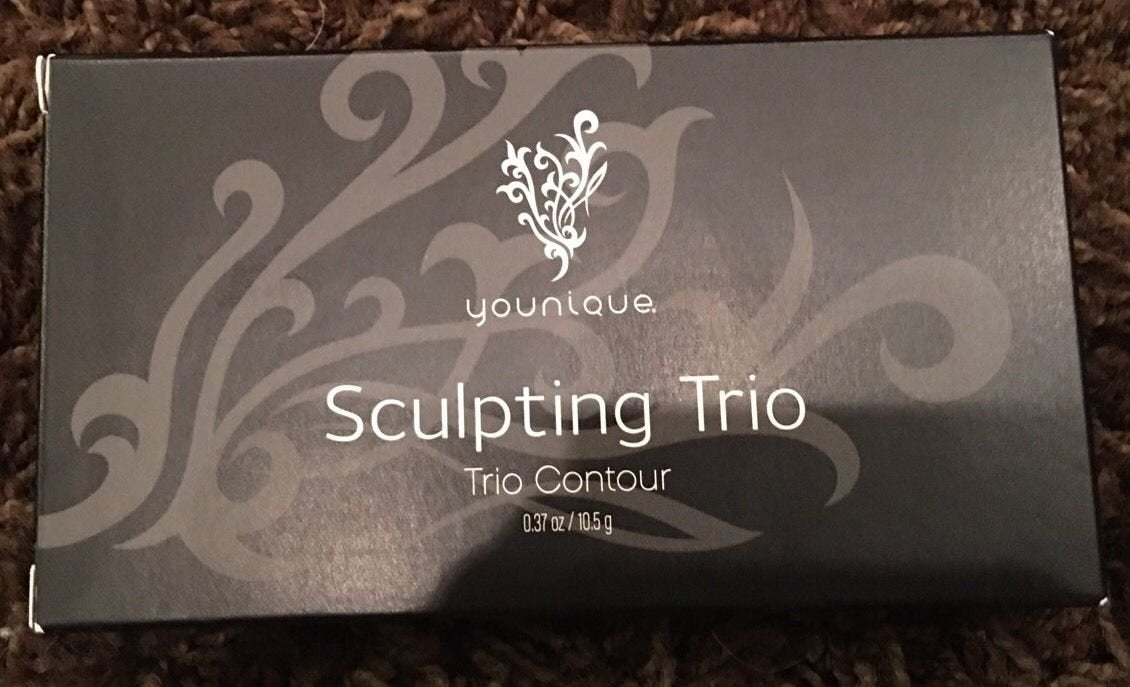 younique
Sculpting Trio
Trio Contour
0.37 oz / 10.5 g